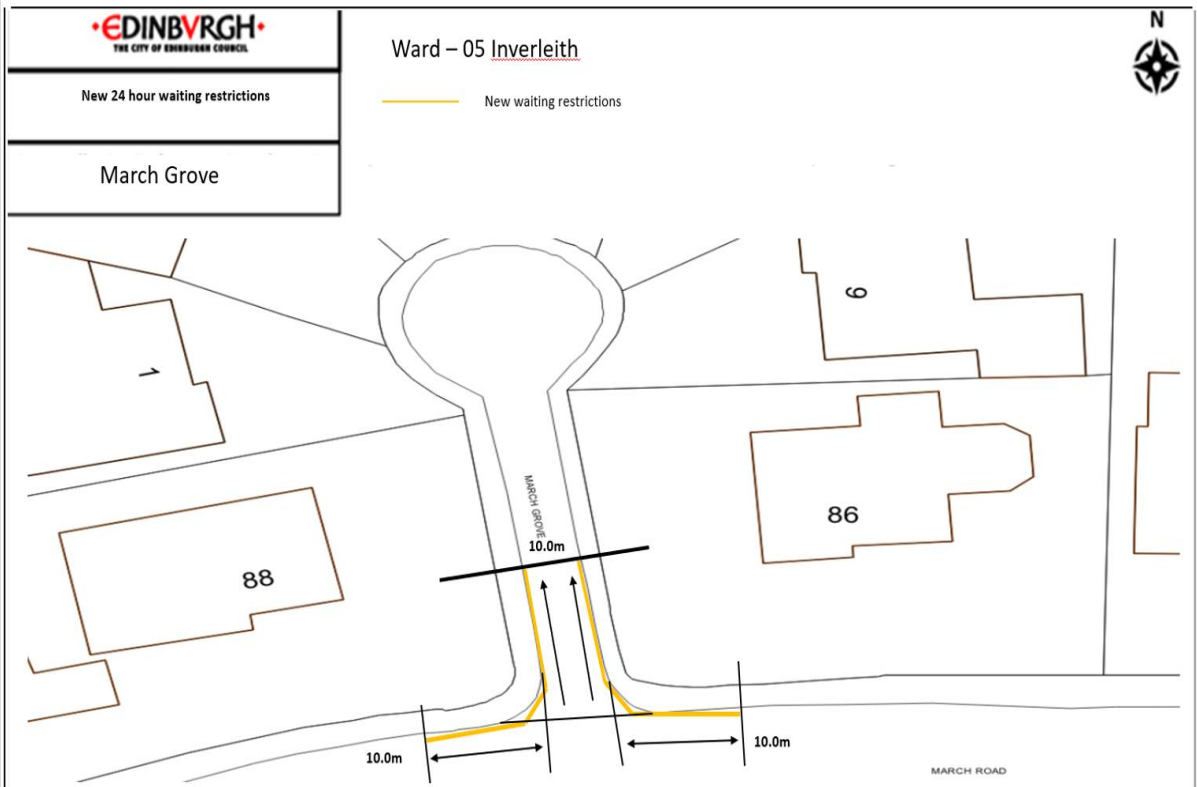 •EDINBVRGH•
THE CITY OF EDINBURGH COUNCIL
New 24 hour waiting restrictions
March Grove
Ward – 05 Inverleith
New waiting restrictions
N
1
9
MARCH GROVE
86
88
10.0m
10.0m
10.0m
MARCH ROAD